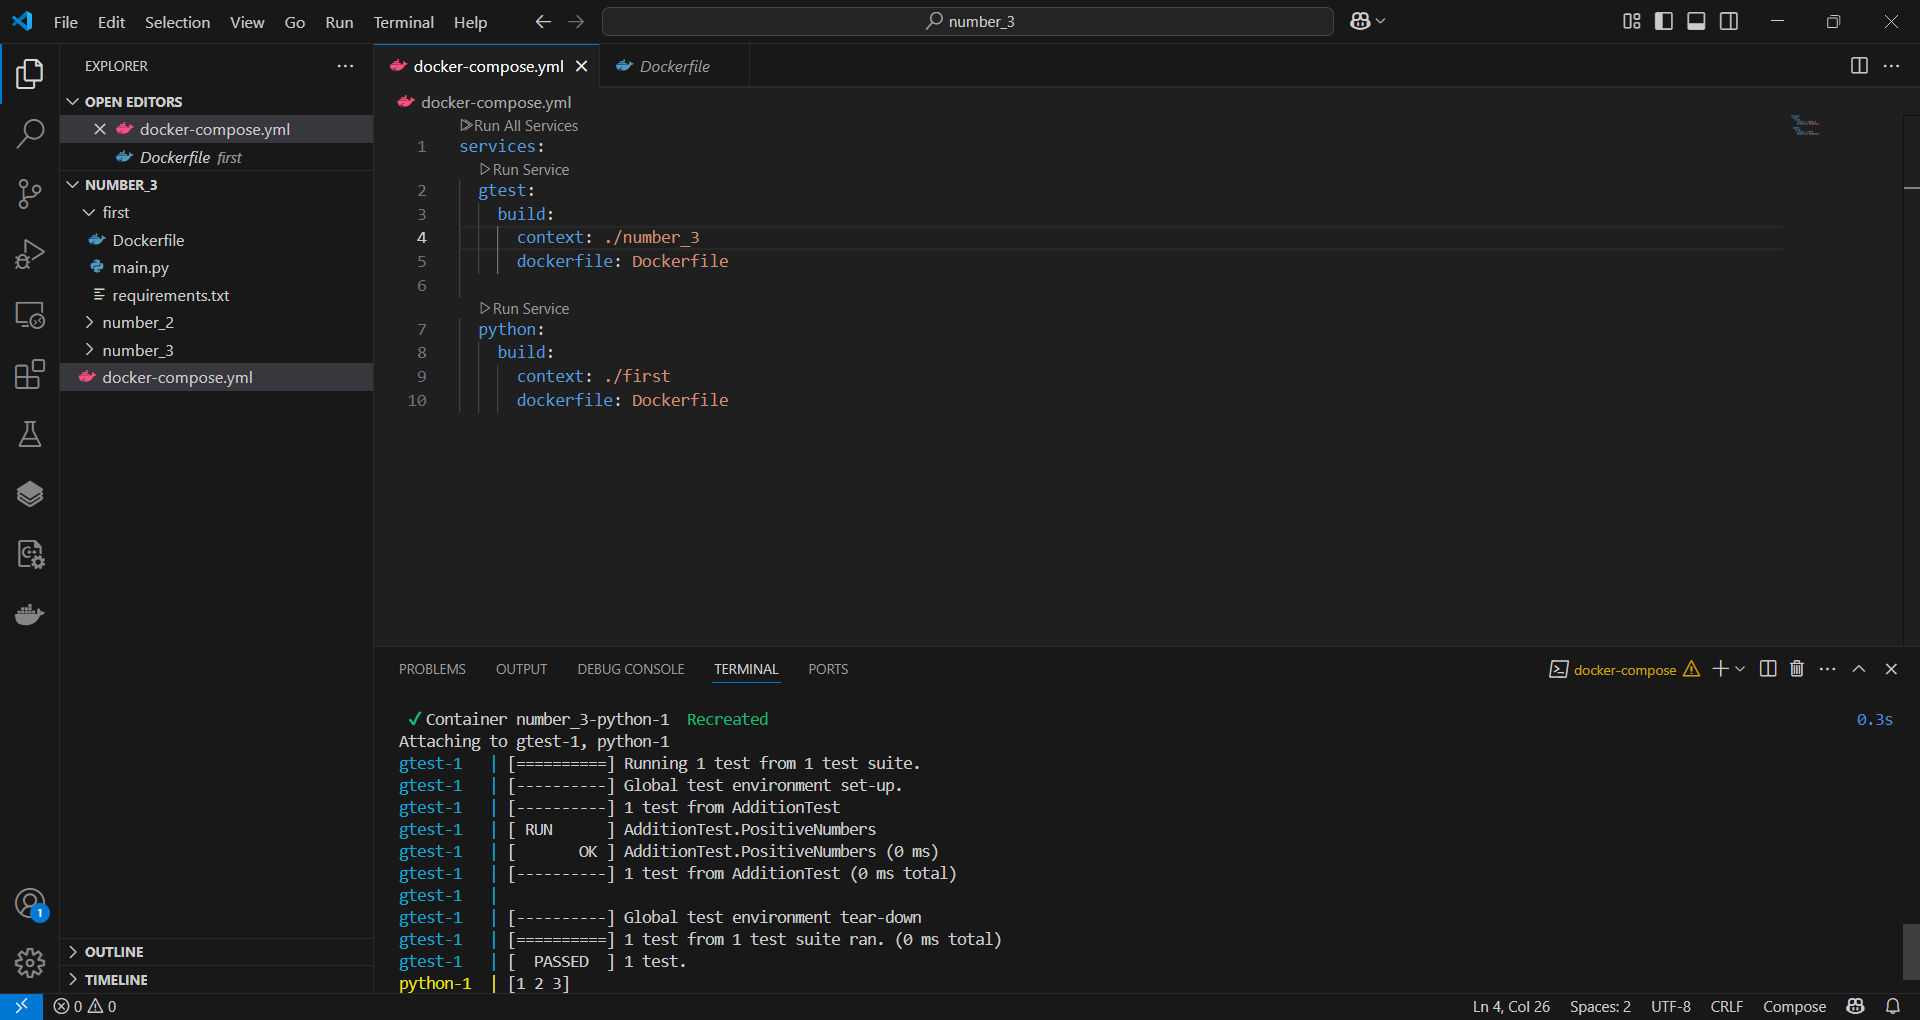 File Edit Selection View Go Run Terminal Help
number_3
EXPLORER
OPEN EDITORS
docker-compose.yml
Dockerfile first
NUMBER_3
first
Dockerfile
main.py
requirements.txt
number_2
number_3
docker-compose.yml
OUTLINE
TIMELINE
1
docker-compose.yml
Dockerfile
docker-compose.yml
Run All Services
1 services:
Run Service
2 gtest:
3 build:
4 context: ./number_3
5 dockerfile: Dockerfile
6
Run Service
7 python:
8 build:
9 context: ./first
10 dockerfile: Dockerfile
PROBLEMS OUTPUT DEBUG CONSOLE TERMINAL PORTS
docker-compose
✓ Container number_3-python-1 Recreated 0.3s
Attaching to gtest-1, python-1
gtest-1 | [==========] Running 1 test from 1 test suite.
gtest-1 | [----------] Global test environment set-up.
gtest-1 | [----------] 1 test from AdditionTest
gtest-1 | [ RUN      ] AdditionTest.PositiveNumbers
gtest-1 | [       OK ] AdditionTest.PositiveNumbers (0 ms)
gtest-1 | [----------] 1 test from AdditionTest (0 ms total)
gtest-1 |
gtest-1 | [----------] Global test environment tear-down
gtest-1 | [==========] 1 test from 1 test suite ran. (0 ms total)
gtest-1 | [  PASSED  ] 1 test.
python-1 | [1 2 3]
0 0
Ln 4, Col 26 Spaces: 2 UTF-8 CRLF Compose